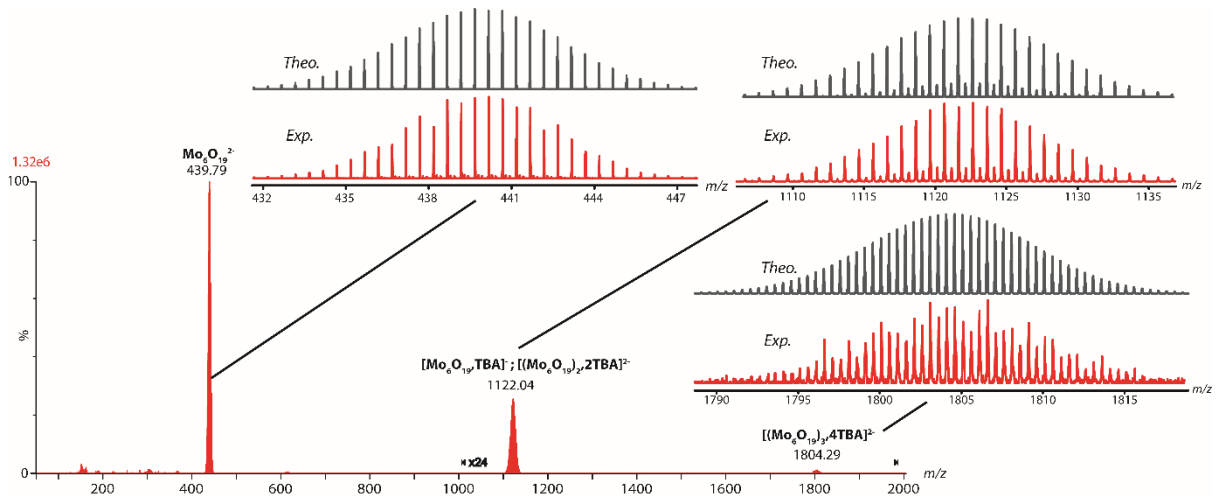 Theo.
Exp.
432 435 438 441 444 447 m/z
Theo.
Exp.
1110 1115 1120 1125 1130 1135 m/z
Theo.
Exp.
1790 1795 1800 1805 1810 1815 m/z
1.32e6
100
%
0
Mo₆O₁₉²⁻
439.79
[Mo₆O₁₉,TBA]⁻ ; [(Mo₆O₁₉)₂,2TBA]²⁻
1122.04
[(Mo₆O₁₉)₃,4TBA]²⁻
1804.29
x24
200 400 600 800 1000 1200 1400 1600 1800 2000 m/z